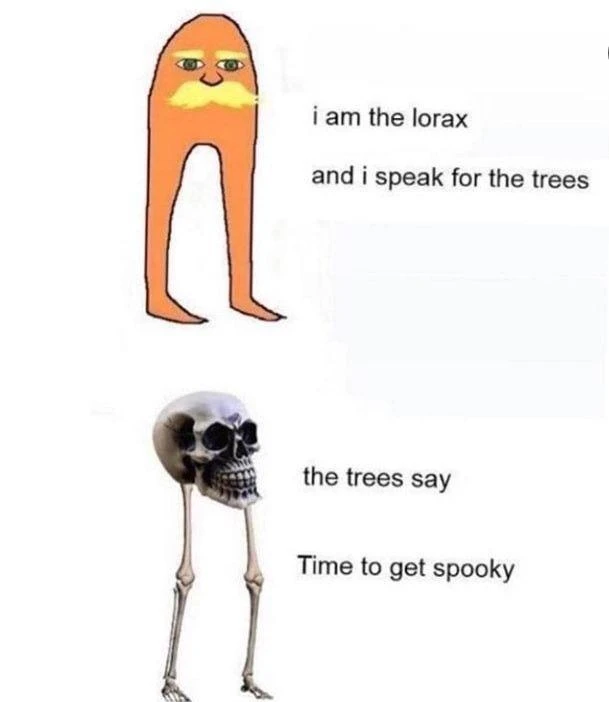 i am the lorax
and i speak for the trees
the trees say
Time to get spooky